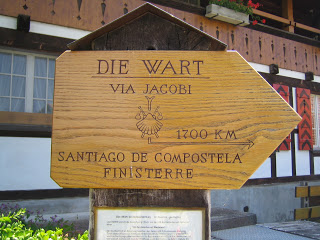 DIE WART
VIA JACOBI
1700 KM
SANTIAGO DE COMPOSTELA
FINISTERRE